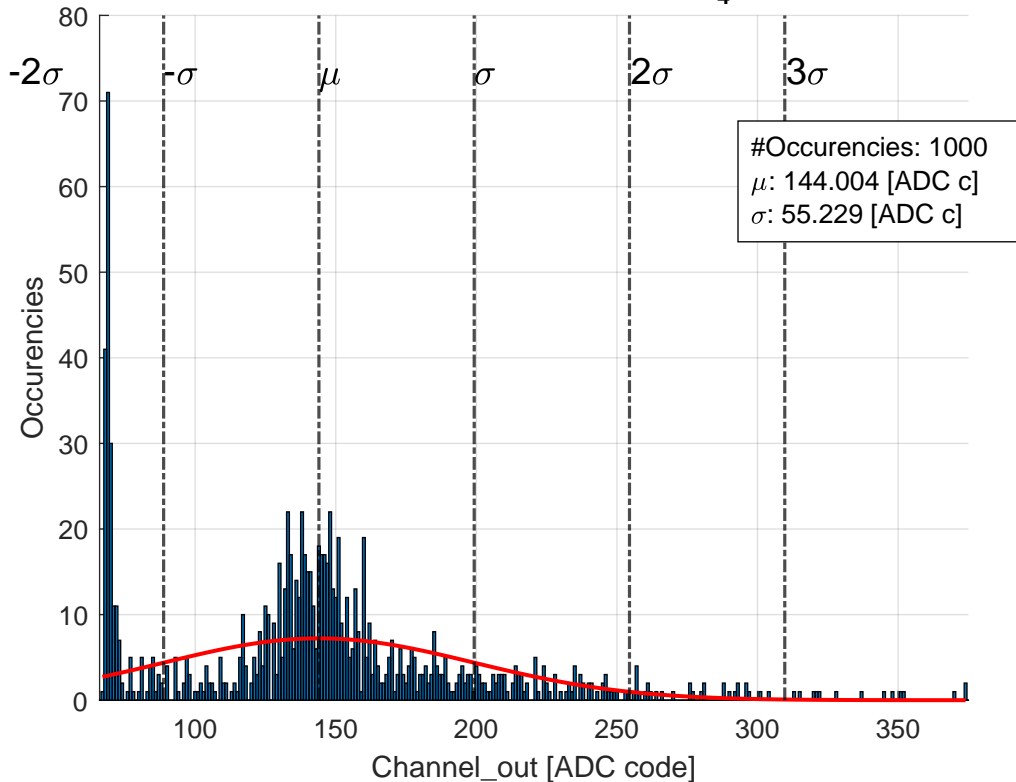 4
80
70
60
50
40
30
20
10
0
-2σ -σ μ σ 2σ 3σ
#Occurencies: 1000
μ: 144.004 [ADC c]
σ: 55.229 [ADC c]
Occurencies
100 150 200 250 300 350
Channel_out [ADC code]